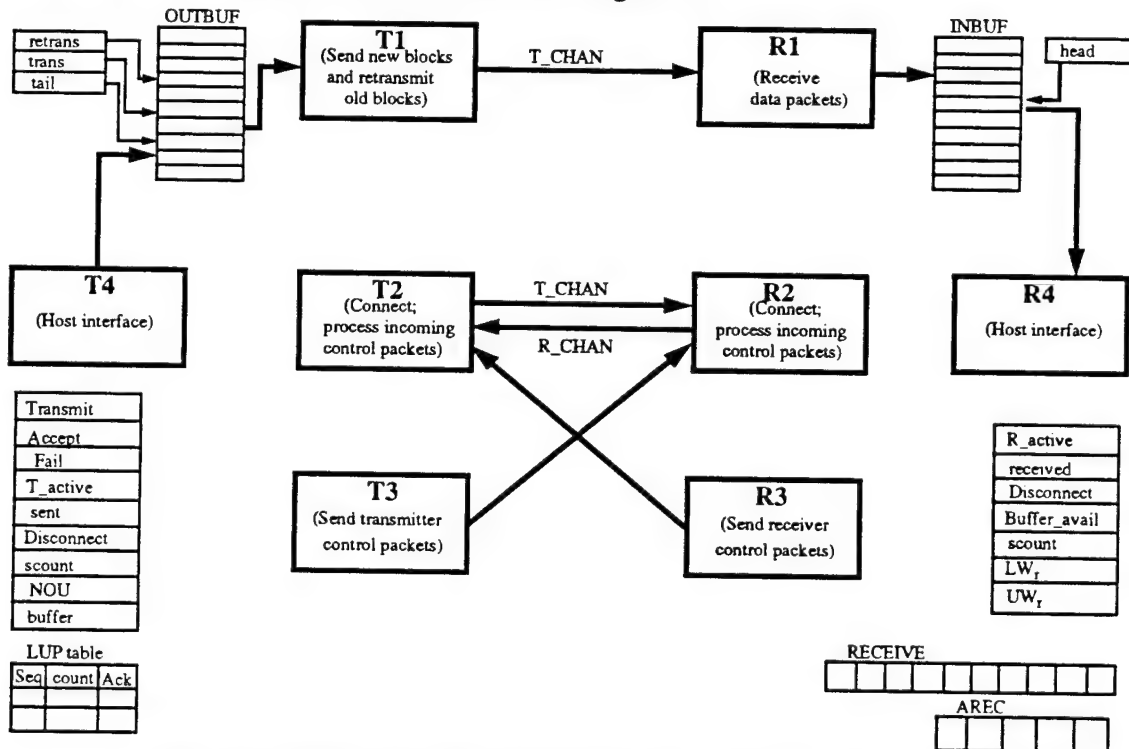 OUTBUF
retrans
trans
tail
T1
(Send new blocks
and retransmit
old blocks)
T_CHAN
R1
(Receive
data packets)
INBUF
head
T4
(Host interface)
T2
(Connect;
process incoming
control packets)
T_CHAN
R_CHAN
R2
(Connect;
process incoming
control packets)
R4
(Host interface)
Transmit
Accept
Fail
T_active
sent
Disconnect
scount
NOU
buffer
T3
(Send transmitter
control packets)
R3
(Send receiver
control packets)
R_active
received
Disconnect
Buffer_avail
scount
LWr
UWr
LUP table
Seq count Ack
RECEIVE
AREC